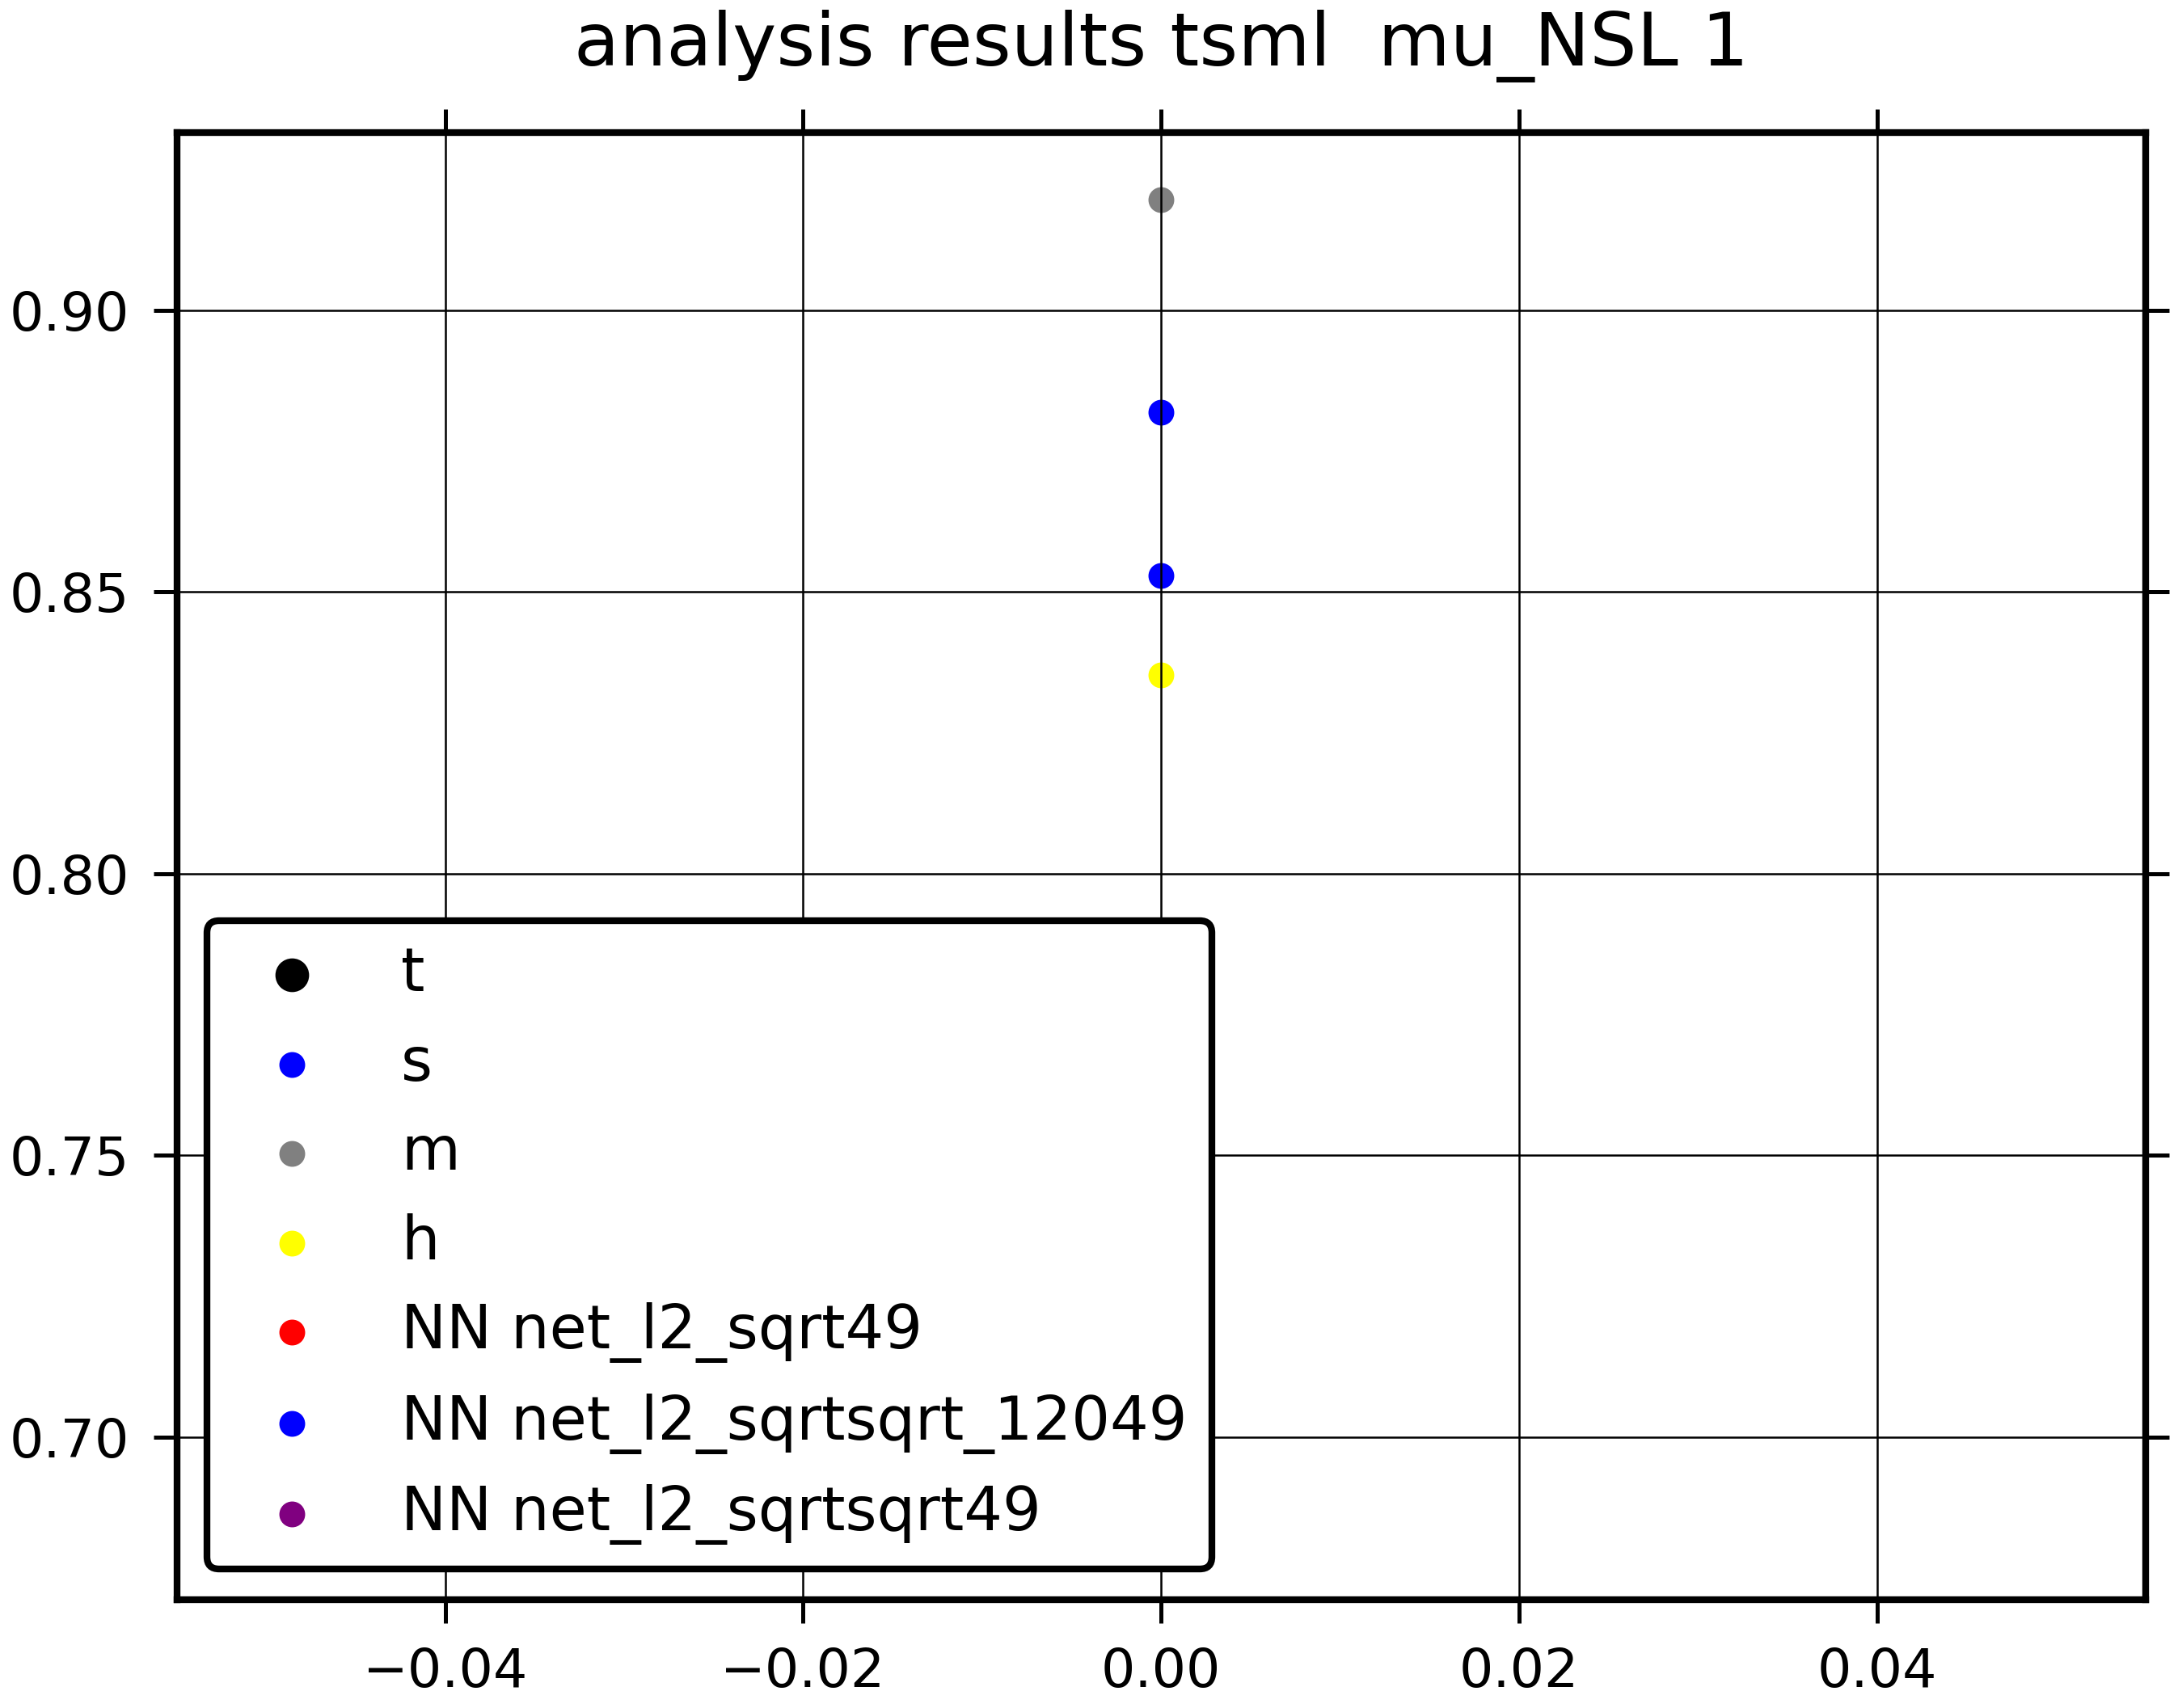 analysis results tsml  mu_NSL 1
0.90
0.85
0.80
0.75
0.70
t
s
m
h
NN net_l2_sqrt49
NN net_l2_sqrtsqrt_12049
NN net_l2_sqrtsqrt49
−0.04 −0.02 0.00 0.02 0.04